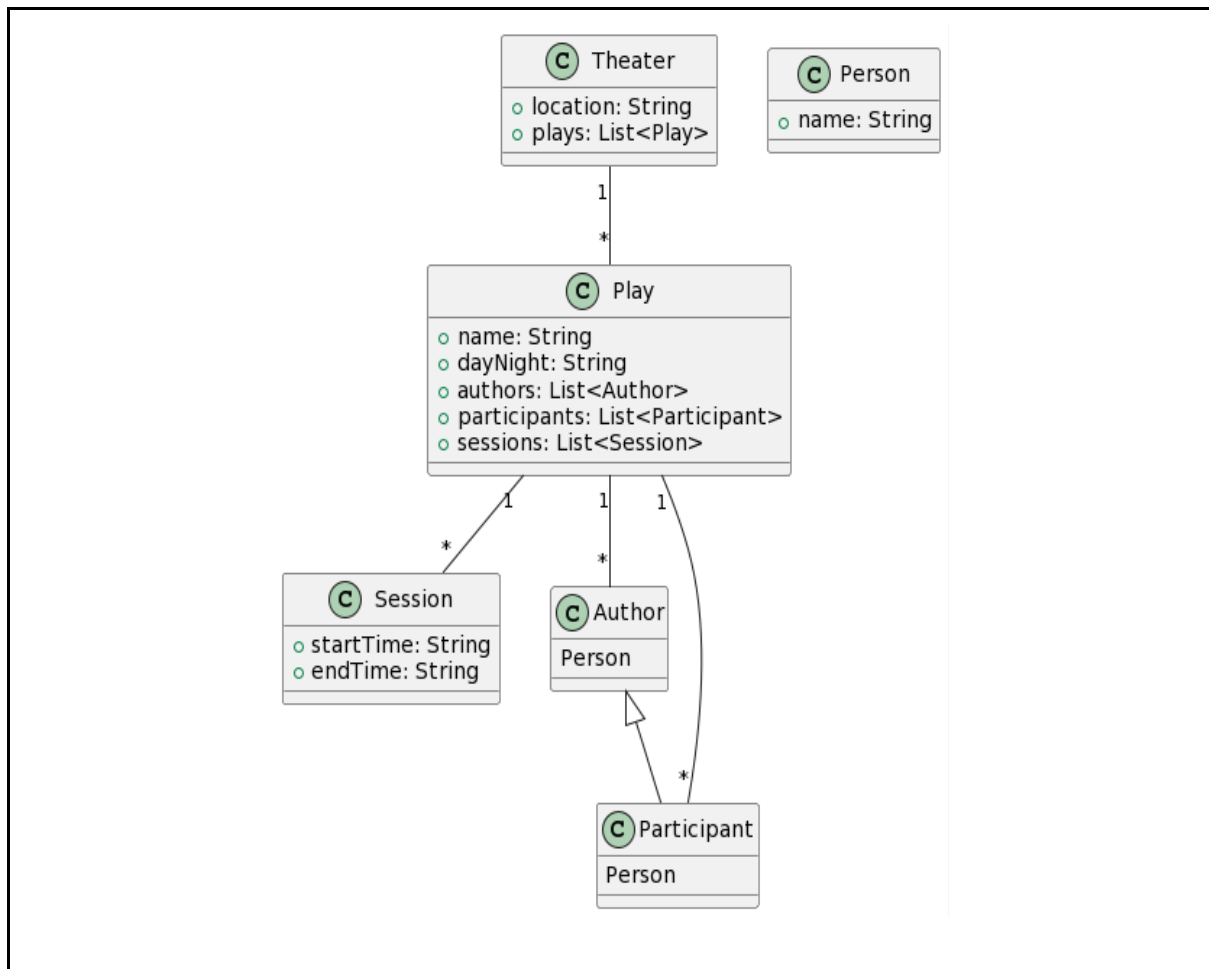 C Theater
location: String
plays: List<Play>
C Person
name: String
1
*
C Play
name: String
dayNight: String
authors: List<Author>
participants: List<Participant>
sessions: List<Session>
1
1
1
*
*
C Session
startTime: String
endTime: String
C Author
Person
*
C Participant
Person